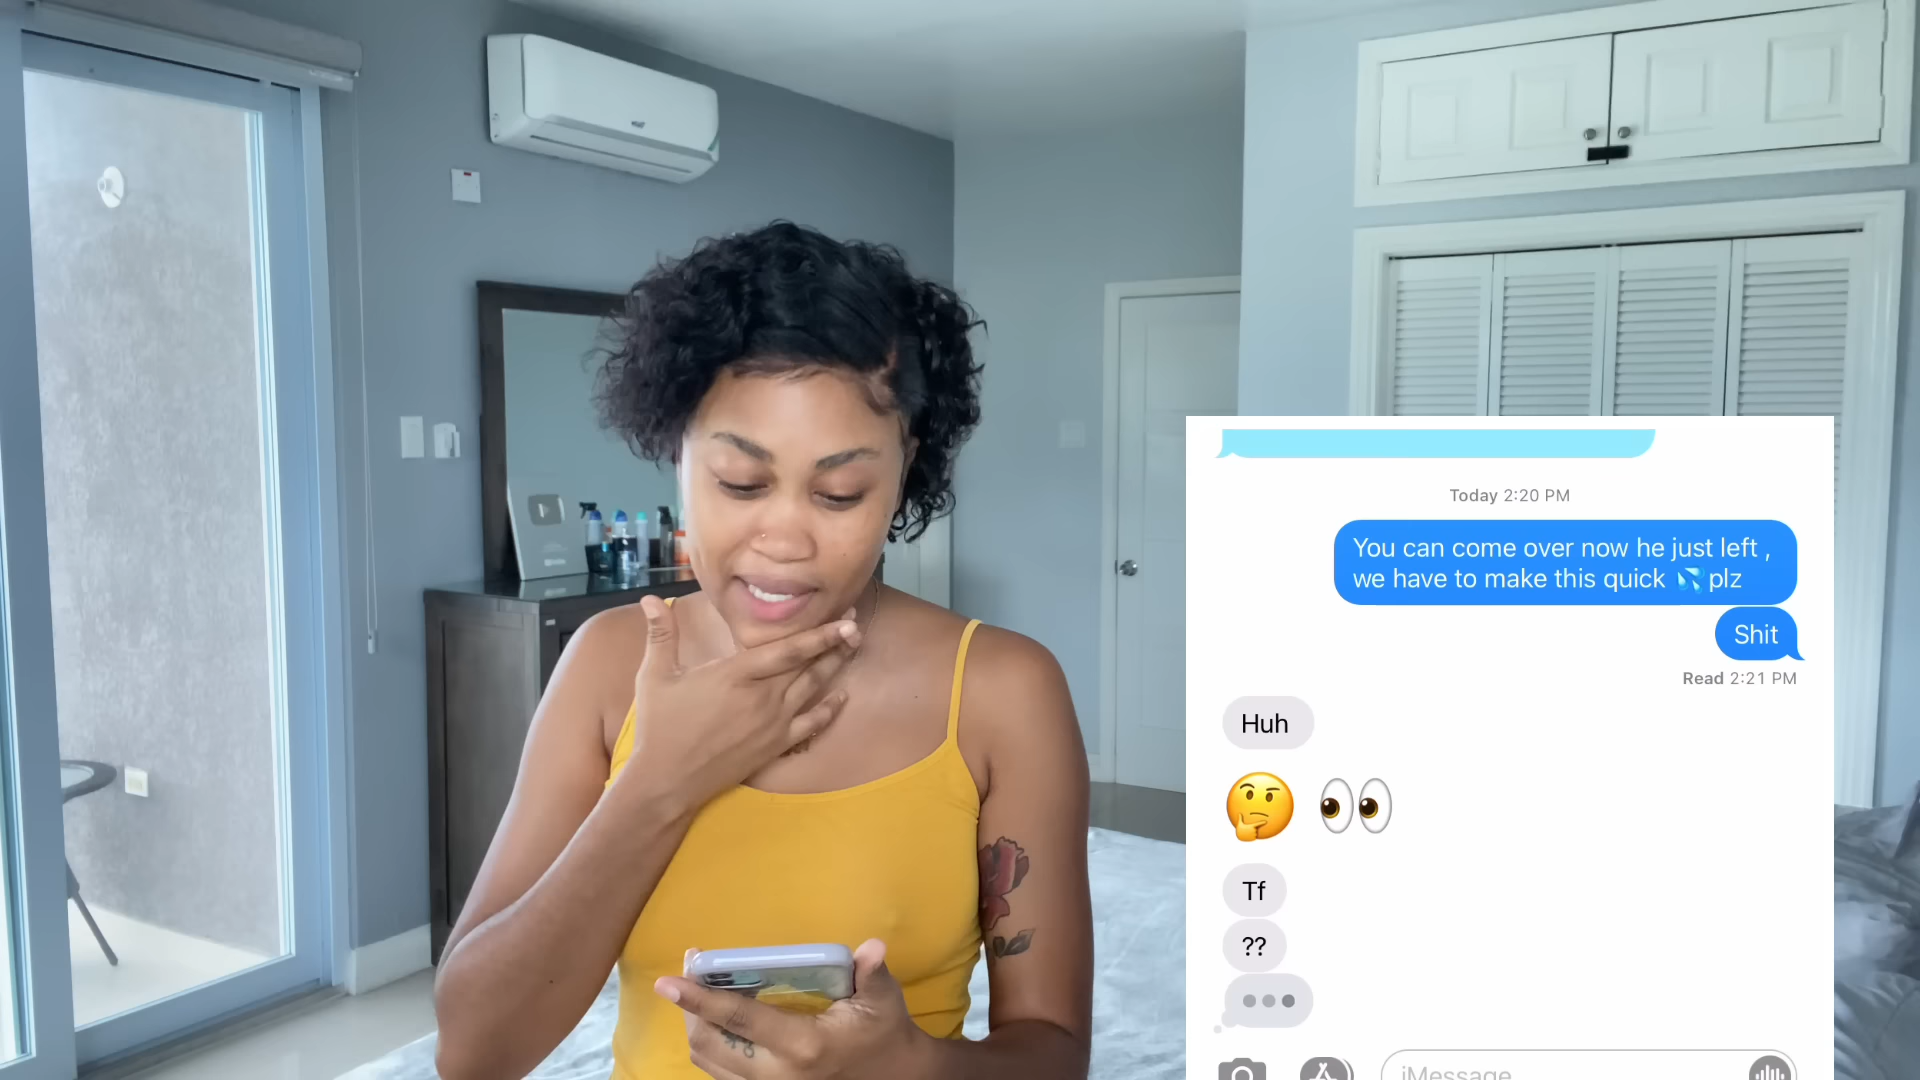 Today 2:20 PM
You can come over now he just left ,
we have to make this quick 💦 plz
Shit
Read 2:21 PM
Huh
🤔 👀
Tf
??
iMessage